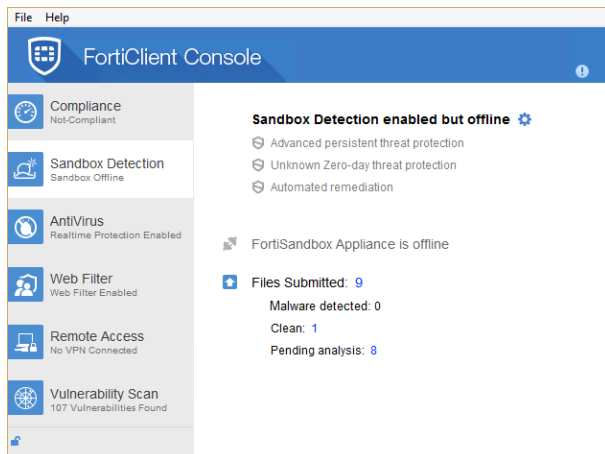 File Help
FortiClient Console
Compliance
Not-Compliant
Sandbox Detection
Sandbox Offline
AntiVirus
Realtime Protection Enabled
Web Filter
Web Filter Enabled
Remote Access
No VPN Connected
Vulnerability Scan
107 Vulnerabilities Found
Sandbox Detection enabled but offline
Advanced persistent threat protection
Unknown Zero-day threat protection
Automated remediation
FortiSandbox Appliance is offline
Files Submitted: 9
Malware detected: 0
Clean: 1
Pending analysis: 8